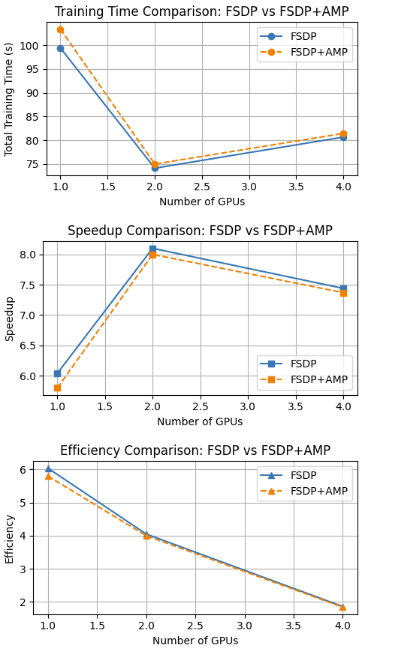 Training Time Comparison: FSDP vs FSDP+AMP
FSDP
FSDP+AMP
100
95
90
85
80
75
Total Training Time (s)
1.0 1.5 2.0 2.5 3.0 3.5 4.0
Number of GPUs
Speedup Comparison: FSDP vs FSDP+AMP
8.0
7.5
7.0
6.5
6.0
Speedup
FSDP
FSDP+AMP
1.0 1.5 2.0 2.5 3.0 3.5 4.0
Number of GPUs
Efficiency Comparison: FSDP vs FSDP+AMP
FSDP
FSDP+AMP
6
5
4
3
2
Efficiency
1.0 1.5 2.0 2.5 3.0 3.5 4.0
Number of GPUs